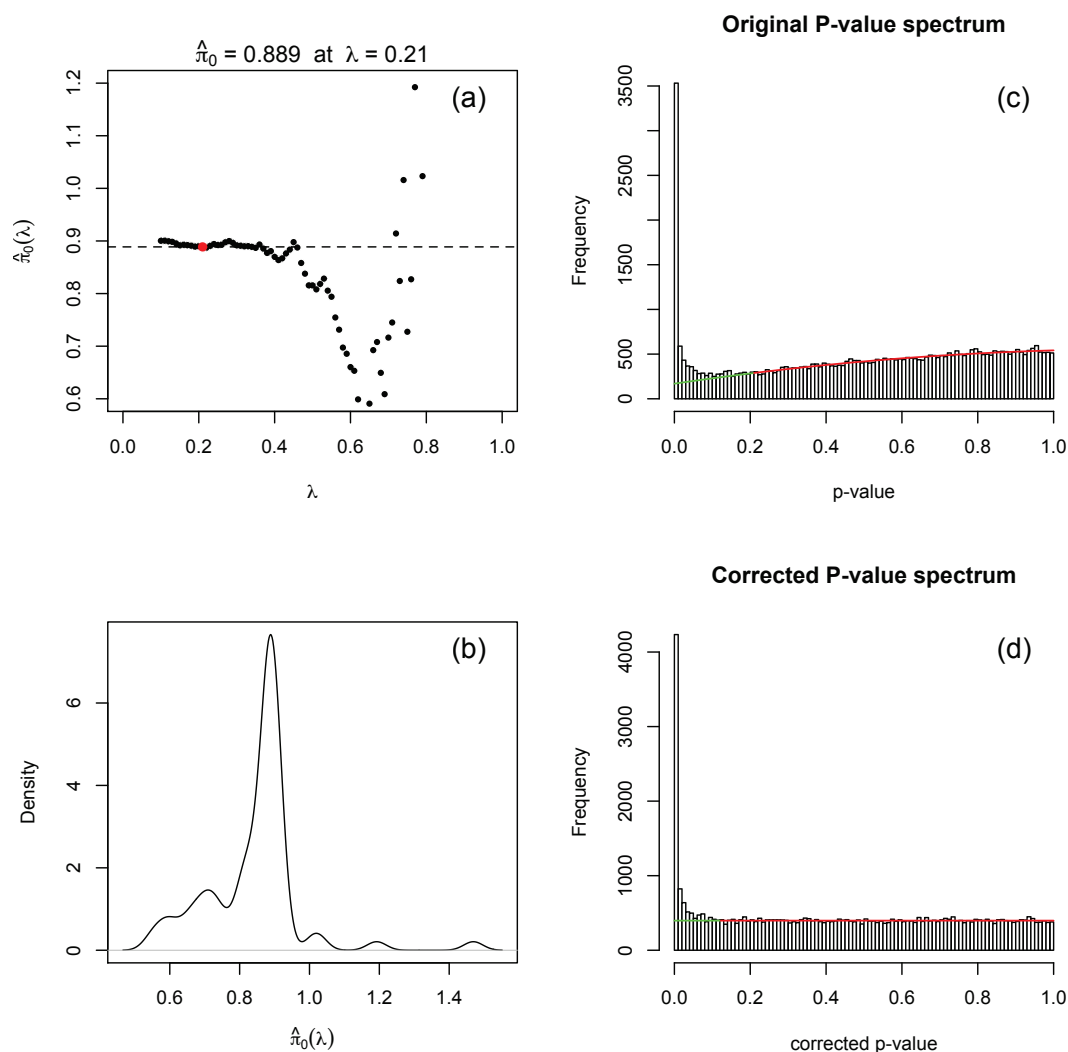 π̂₀ = 0.889 at λ = 0.21
(a)
π̂₀(λ)
1.2
1.1
1.0
0.9
0.8
0.7
0.6
0.0 0.2 0.4 0.6 0.8 1.0
λ
Original P-value spectrum
(c)
Frequency
3500
2500
1500
500
0
0.0 0.2 0.4 0.6 0.8 1.0
p-value
(b)
Density
6
4
2
0
0.6 0.8 1.0 1.2 1.4
π̂₀(λ)
Corrected P-value spectrum
(d)
Frequency
4000
3000
2000
1000
0
0.0 0.2 0.4 0.6 0.8 1.0
corrected p-value